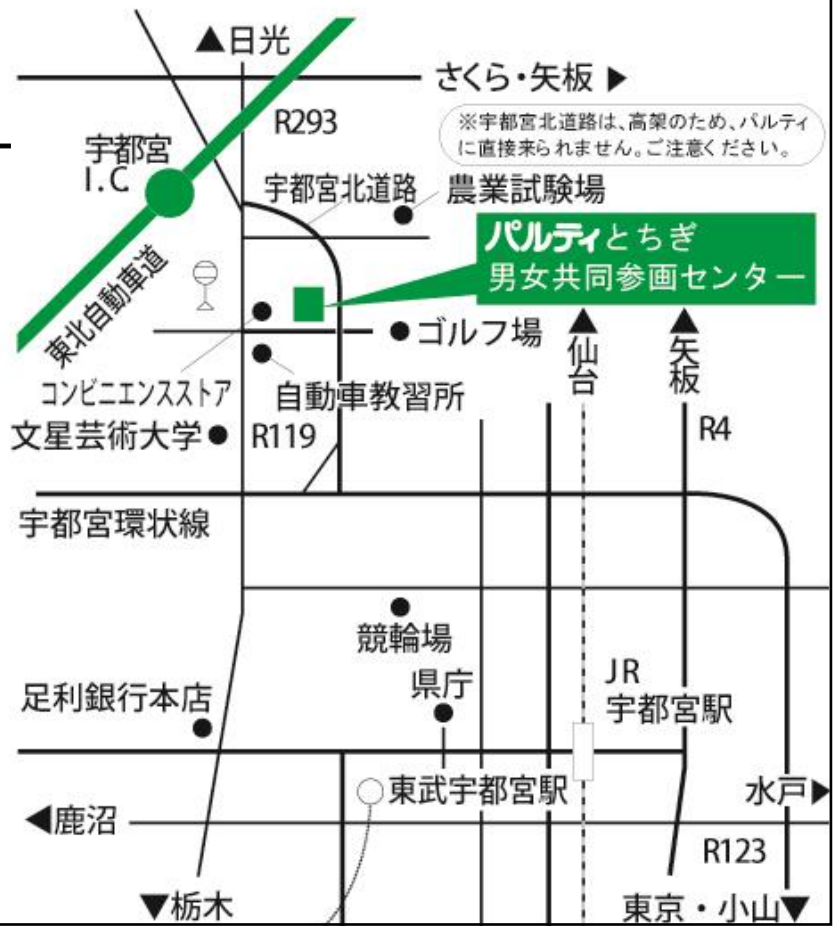 ▲日光
さくら・矢板 ▶
R293
※宇都宮北道路は、高架のため、パルティ
に直接来られません。ご注意ください。
宇都宮
I.C
宇都宮北道路
農業試験場
パルティとちぎ
男女共同参画センター
東北自動車道
ゴルフ場
▲仙台
▲矢板
コンビニエンスストア
自動車教習所
文星芸術大学
R119
R4
宇都宮環状線
競輪場
県庁
JR
宇都宮駅
足利銀行本店
東武宇都宮駅
水戸▶
◀鹿沼
R123
▼栃木
東京・小山▼